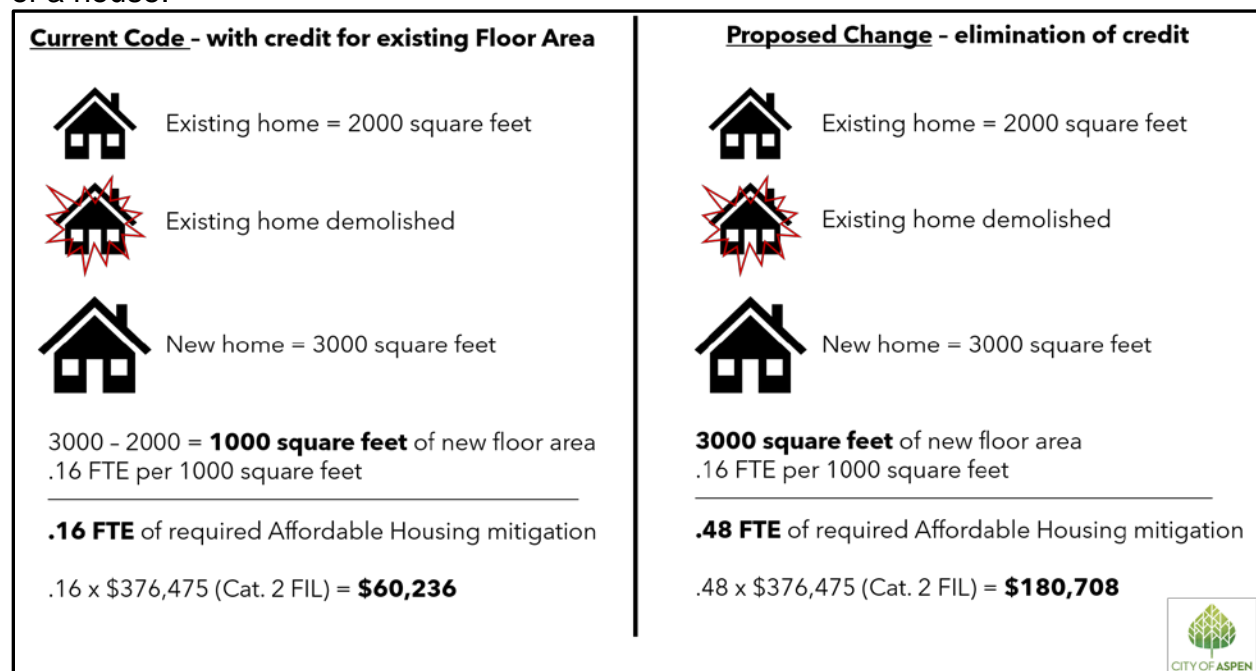 of a house.
Current Code – with credit for existing Floor Area
Existing home = 2000 square feet
Existing home demolished
New home = 3000 square feet
3000 – 2000 = 1000 square feet of new floor area
.16 FTE per 1000 square feet
.16 FTE of required Affordable Housing mitigation
.16 x $376,475 (Cat. 2 FIL) = $60,236
Proposed Change – elimination of credit
Existing home = 2000 square feet
Existing home demolished
New home = 3000 square feet
3000 square feet of new floor area
.16 FTE per 1000 square feet
.48 FTE of required Affordable Housing mitigation
.48 x $376,475 (Cat. 2 FIL) = $180,708
CITY OF ASPEN